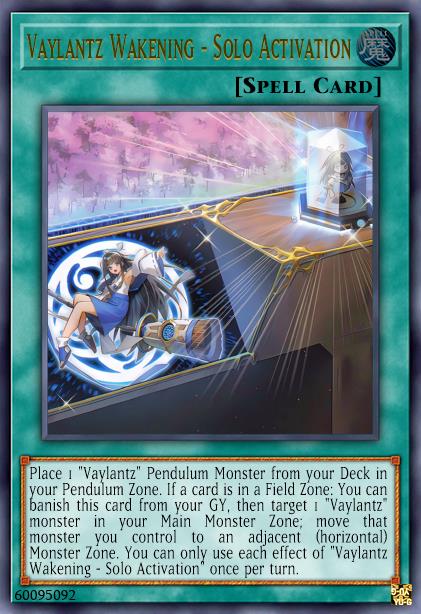 Vaylantz Wakening - Solo Activation
[Spell Card]
Place 1 "Vaylantz" Pendulum Monster from your Deck in
your Pendulum Zone. If a card is in a Field Zone: You can
banish this card from your GY, then target 1 "Vaylantz"
monster in your Main Monster Zone; move that
monster you control to an adjacent (horizontal)
Monster Zone. You can only use each effect of "Vaylantz
Wakening - Solo Activation" once per turn.
60095092